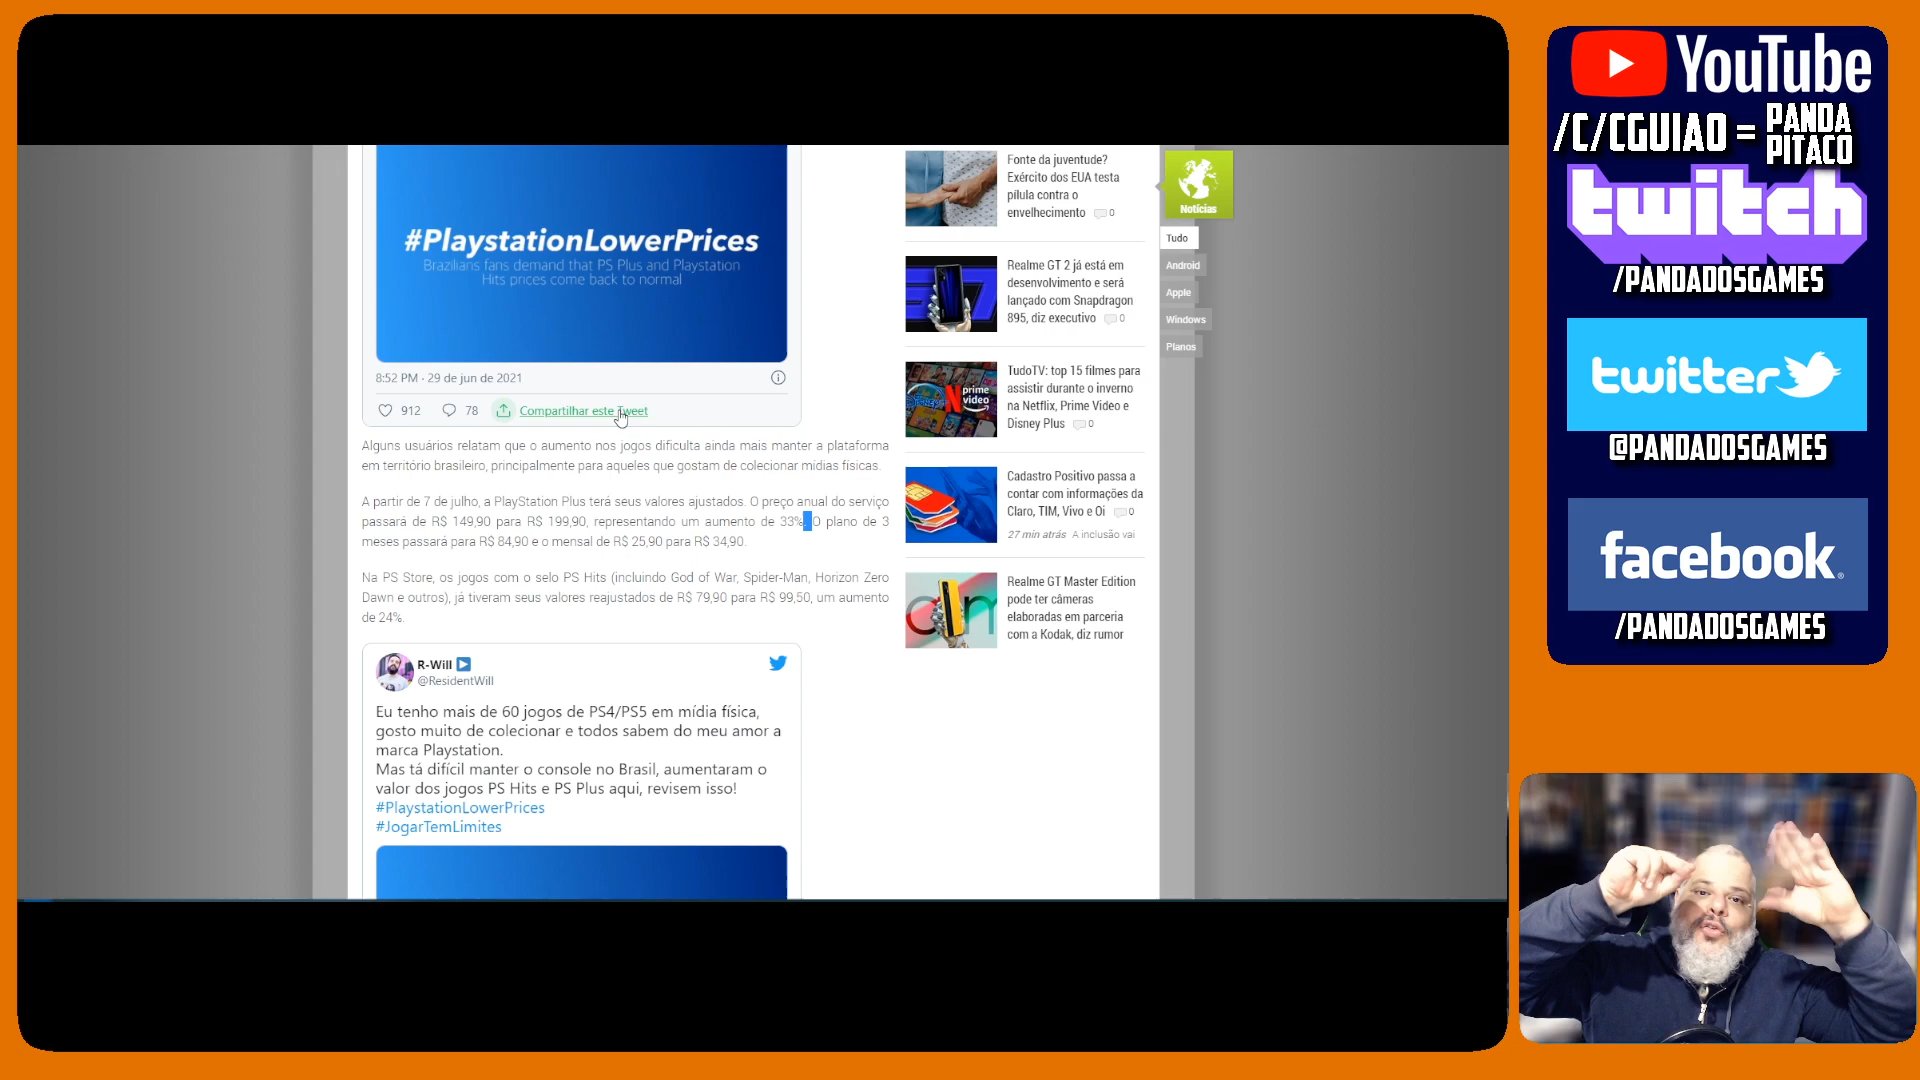 #PlaystationLowerPrices
Brazilians fans demand that PS Plus and Playstation
Hits prices come back to normal
8:52 PM · 29 de jun de 2021
912 78 Compartilhar este Tweet
Alguns usuários relatam que o aumento nos jogos dificulta ainda mais manter a plataforma
em território brasileiro, principalmente para aqueles que gostam de colecionar mídias físicas.
A partir de 7 de julho, a PlayStation Plus terá seus valores ajustados. O preço anual do serviço
passará de R$ 149,90 para R$ 199,90, representando um aumento de 33%. O plano de 3
meses passará para R$ 84,90 e o mensal de R$ 25,90 para R$ 34,90.
Na PS Store, os jogos com o selo PS Hits (incluindo God of War, Spider-Man, Horizon Zero
Dawn e outros), já tiveram seus valores reajustados de R$ 79,90 para R$ 99,50, um aumento
de 24%.
R-Will
@ResidentWill
Eu tenho mais de 60 jogos de PS4/PS5 em mídia física,
gosto muito de colecionar e todos sabem do meu amor a
marca Playstation.
Mas tá difícil manter o console no Brasil, aumentaram o
valor dos jogos PS Hits e PS Plus aqui, revisem isso!
#PlaystationLowerPrices
#JogarTemLimites
Fonte da juventude?
Exército dos EUA testa
pílula contra o
envelhecimento 0
Realme GT 2 já está em
desenvolvimento e será
lançado com Snapdragon
895, diz executivo 0
prime
video
TudoTV: top 15 filmes para
assistir durante o inverno
na Netflix, Prime Video e
Disney Plus 0
Cadastro Positivo passa a
contar com informações da
Claro, TIM, Vivo e Oi 0
27 min atrás A inclusão vai
Realme GT Master Edition
pode ter câmeras
elaboradas em parceria
com a Kodak, diz rumor
Notícias
Tudo
Android
Apple
Windows
Planos
YouTube
/C/CGUIAO = PANDA
PITACO
twitch
/PANDADOSGAMES
twitter
@PANDADOSGAMES
facebook
/PANDADOSGAMES